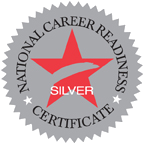 NATIONAL CAREER READINESS
SILVER
CERTIFICATE